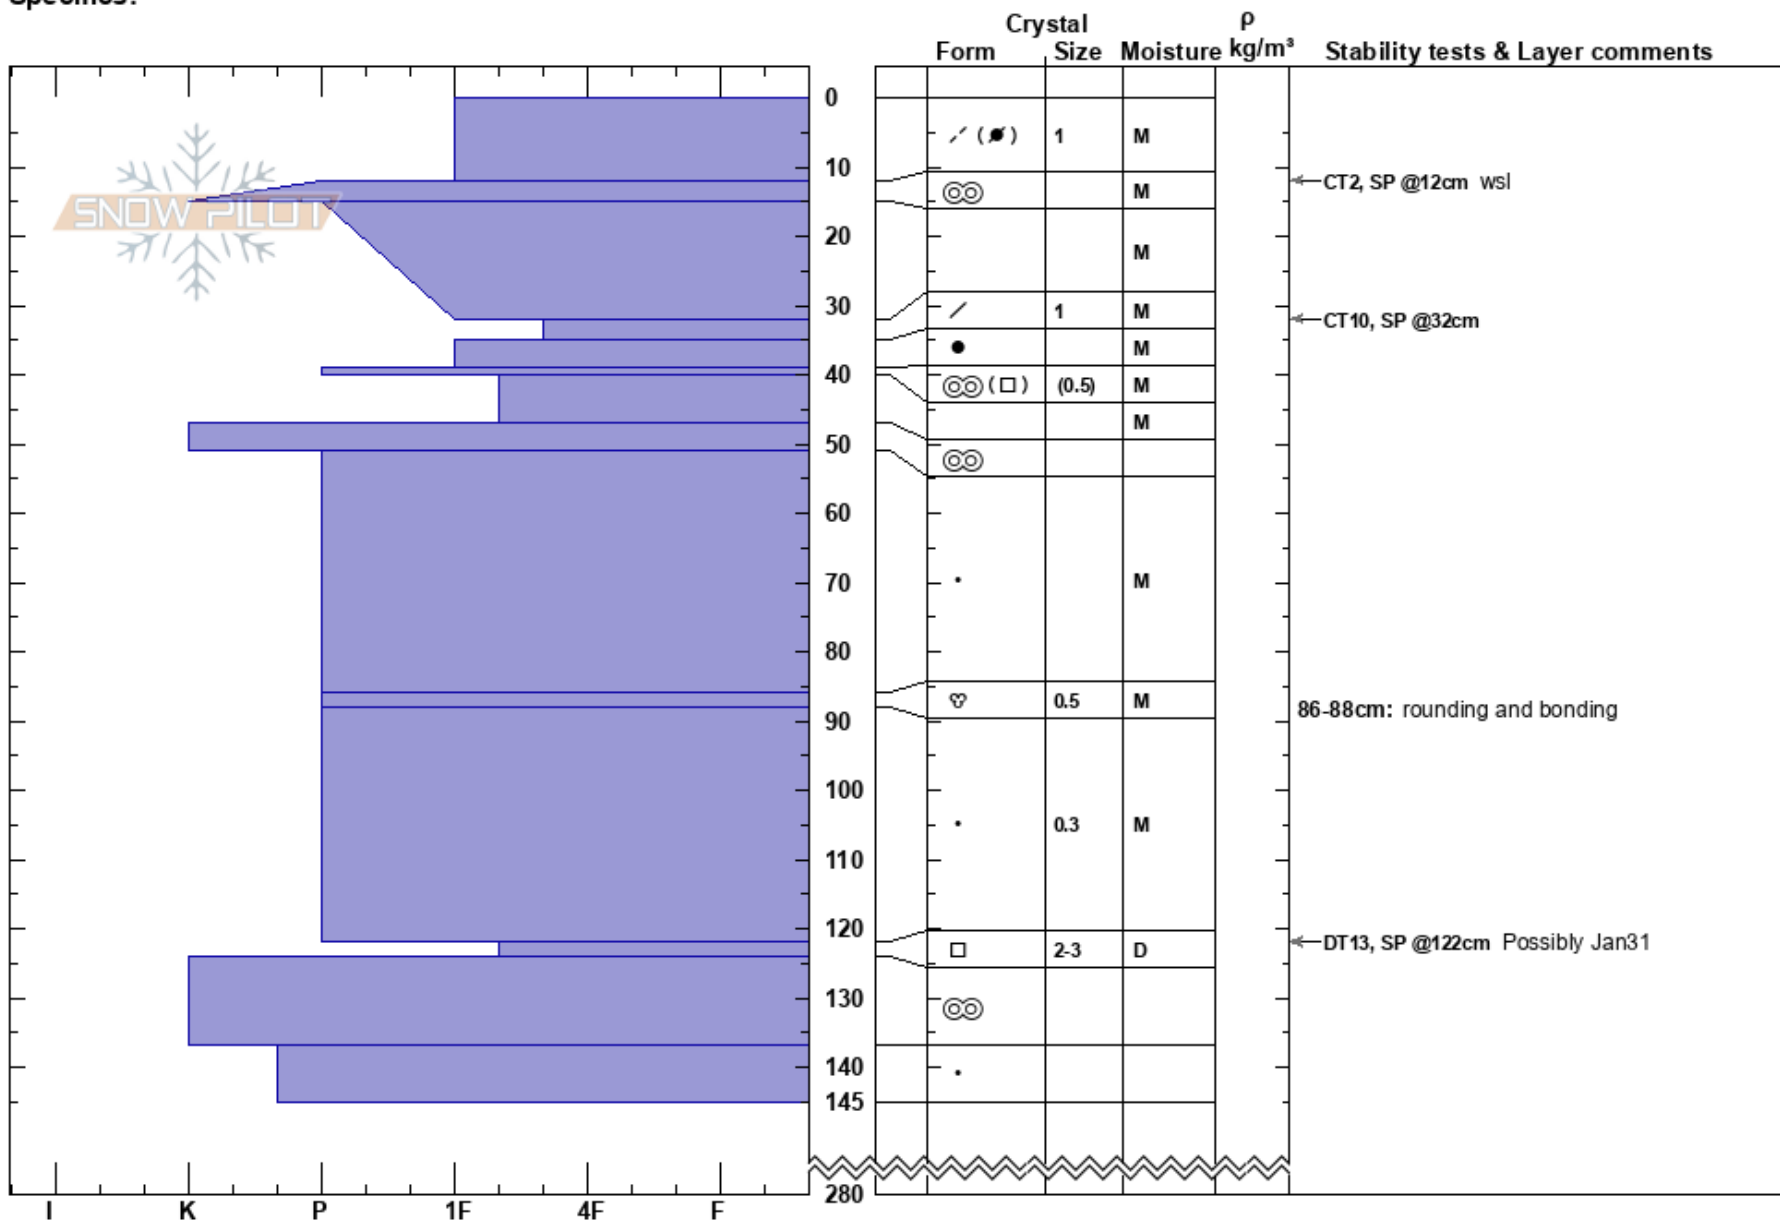 Specifics:
Crystal
ρ
Form Size Moisture kg/m³ Stability tests & Layer comments
0
1 M
10
CT2, SP @12cm wsl
M
SNOW PILOT
20
M
30
1 M
CT10, SP @32cm
M
40
(0.5) M
M
50
60
70
M
80
0.5 M
86-88cm: rounding and bonding
90
100
0.3 M
110
120
DT13, SP @122cm Possibly Jan31
2-3 D
130
140
145
280
I K P 1F 4F F